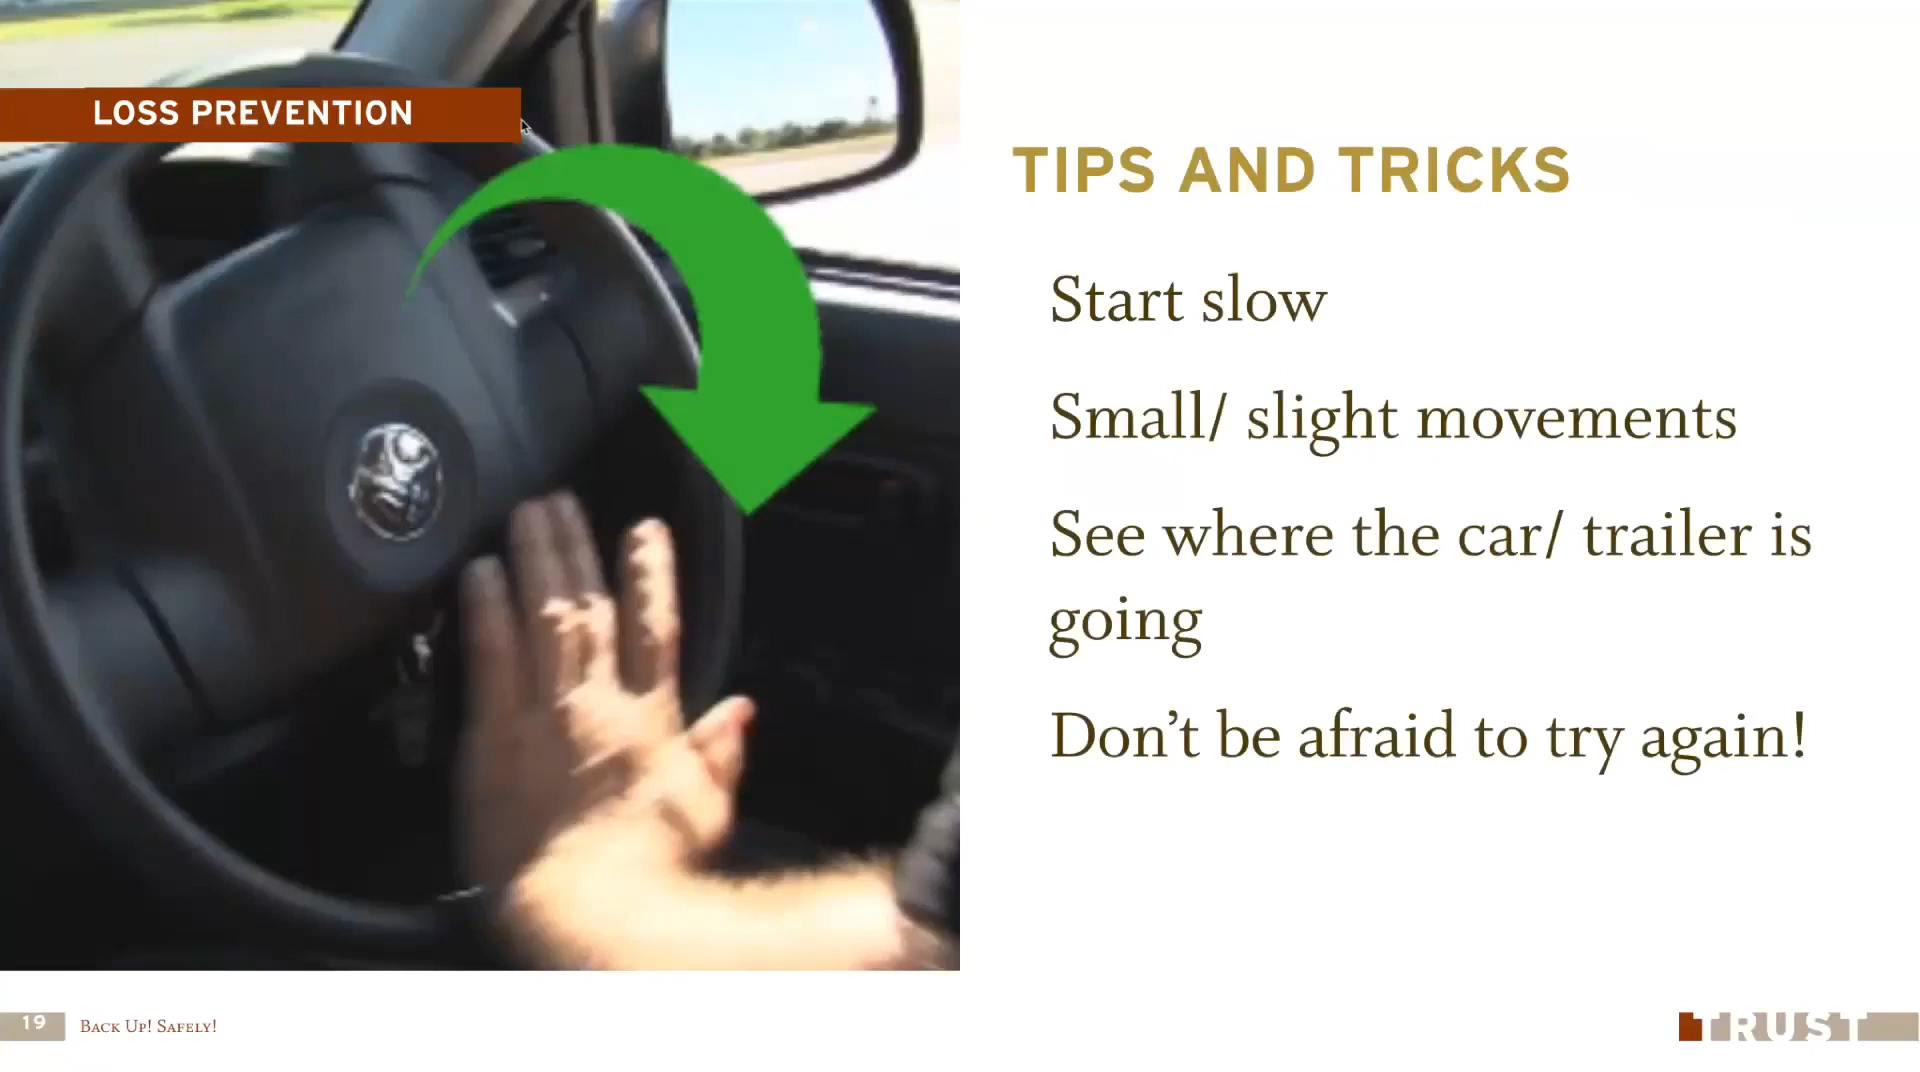 LOSS PREVENTION
TIPS AND TRICKS
Start slow
Small/ slight movements
See where the car/ trailer is
going
Don’t be afraid to try again!
19
Back Up! Safely!
TRUST